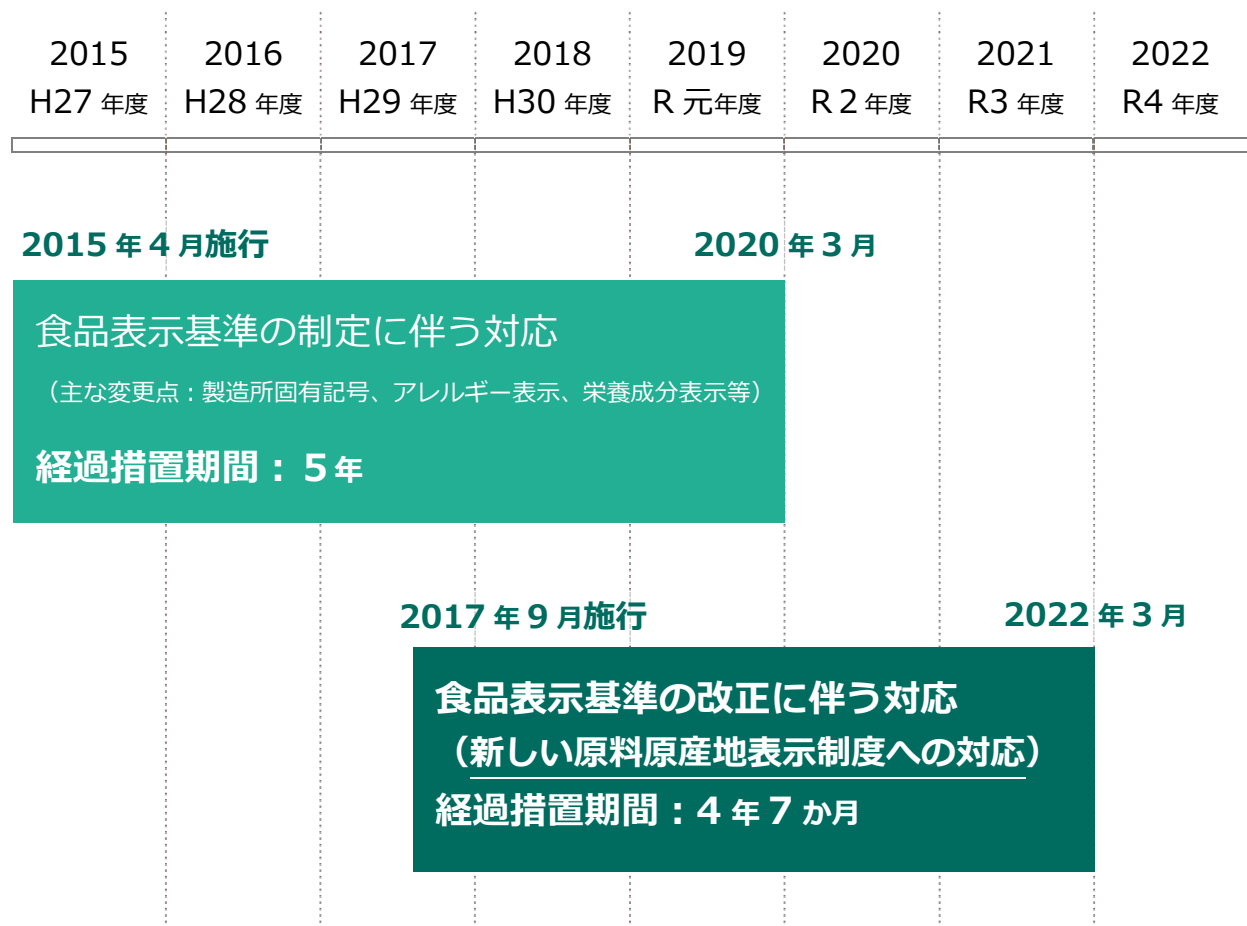 2015 2016 2017 2018 2019 2020 2021 2022
H27 年度 H28 年度 H29 年度 H30 年度 R 元年度 R２年度 R3 年度 R4 年度
2015 年４月施行 2020 年３月
食品表示基準の制定に伴う対応
（主な変更点：製造所固有記号、アレルギー表示、栄養成分表示等）
経過措置期間：５年
2017 年９月施行 2022 年３月
食品表示基準の改正に伴う対応
（新しい原料原産地表示制度への対応）
経過措置期間：4 年７か月